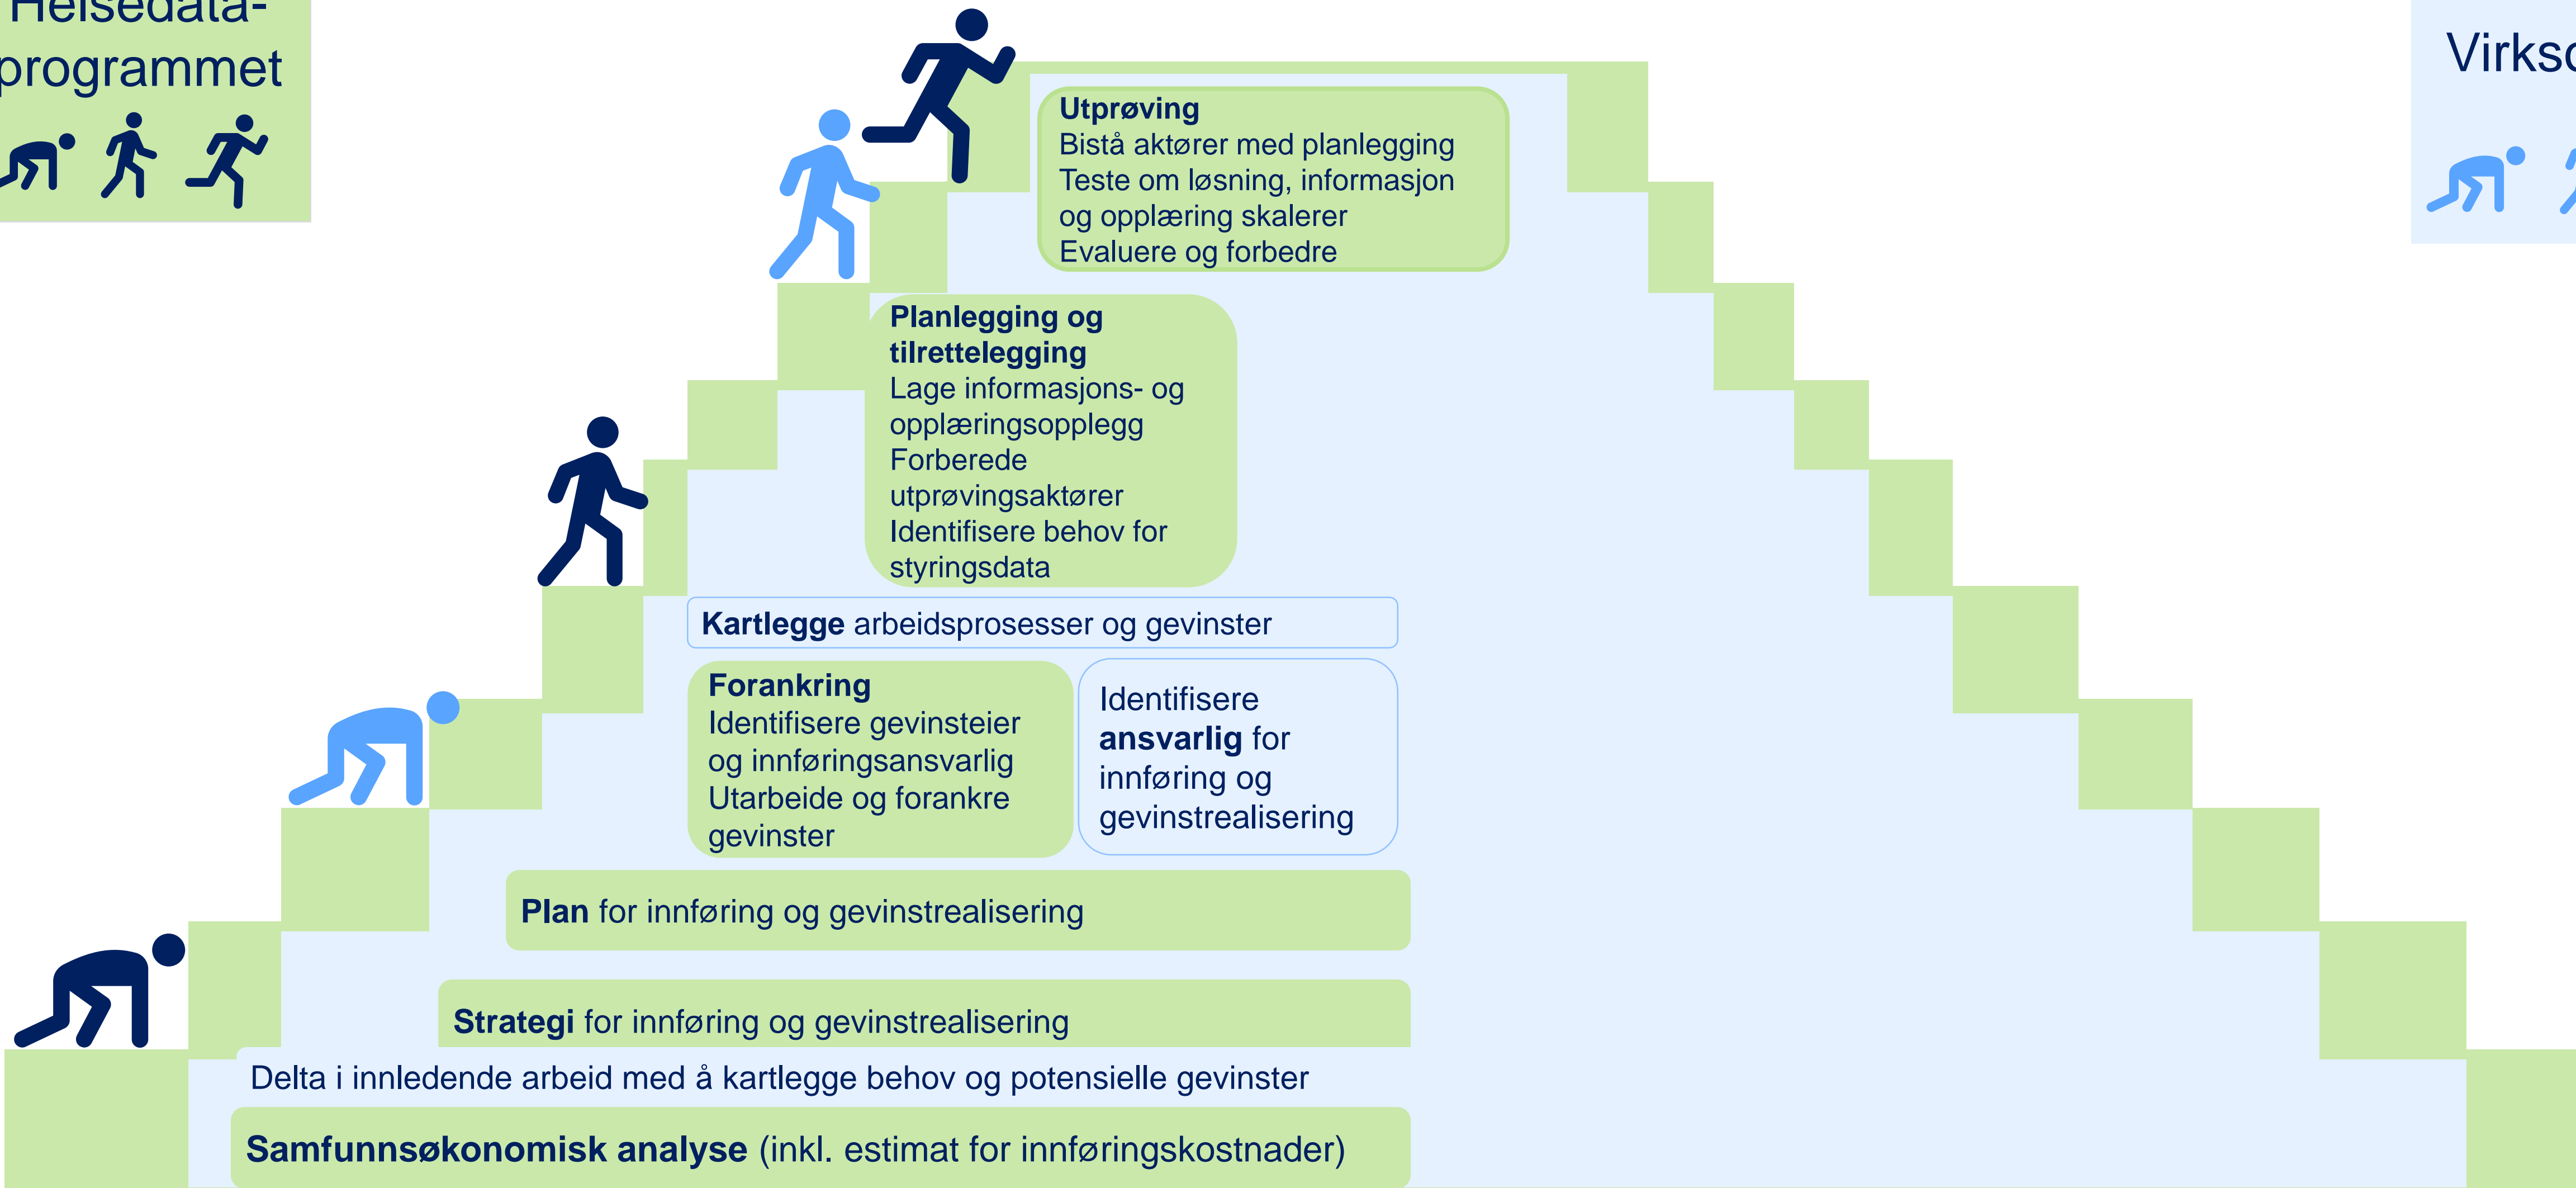 Helsedata-
programmet
Utprøving
Bistå aktører med planlegging
Teste om løsning, informasjon
og opplæring skalerer
Evaluere og forbedre
Planlegging og
tilrettelegging
Lage informasjons- og
opplæringsopplegg
Forberede
utprøvingsaktører
Identifisere behov for
styringsdata
Kartlegge arbeidsprosesser og gevinster
Forankring
Identifisere gevinsteier
og innføringsansvarlig
Utarbeide og forankre
gevinster
Identifisere
ansvarlig for
innføring og
gevinstrealisering
Plan for innføring og gevinstrealisering
Strategi for innføring og gevinstrealisering
Delta i innledende arbeid med å kartlegge behov og potensielle gevinster
Samfunnsøkonomisk analyse (inkl. estimat for innføringskostnader)